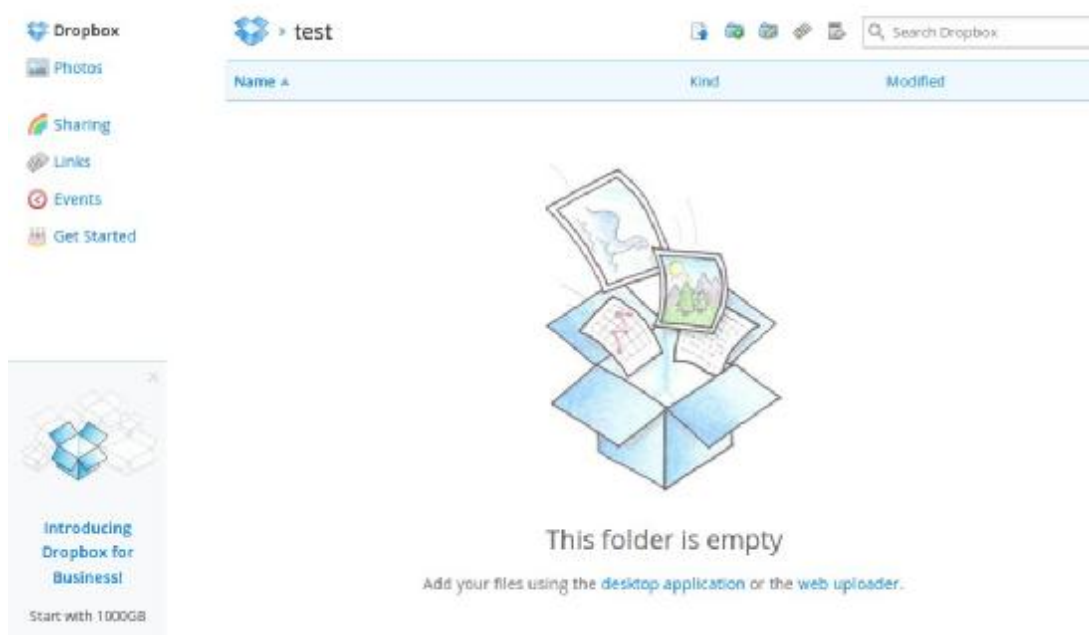 Dropbox
Photos
Sharing
Links
Events
Get Started
Introducing
Dropbox for
Business!
Start with 1000GB
test
Search Dropbox
Name
Kind
Modified
This folder is empty
Add your files using the desktop application or the web uploader.